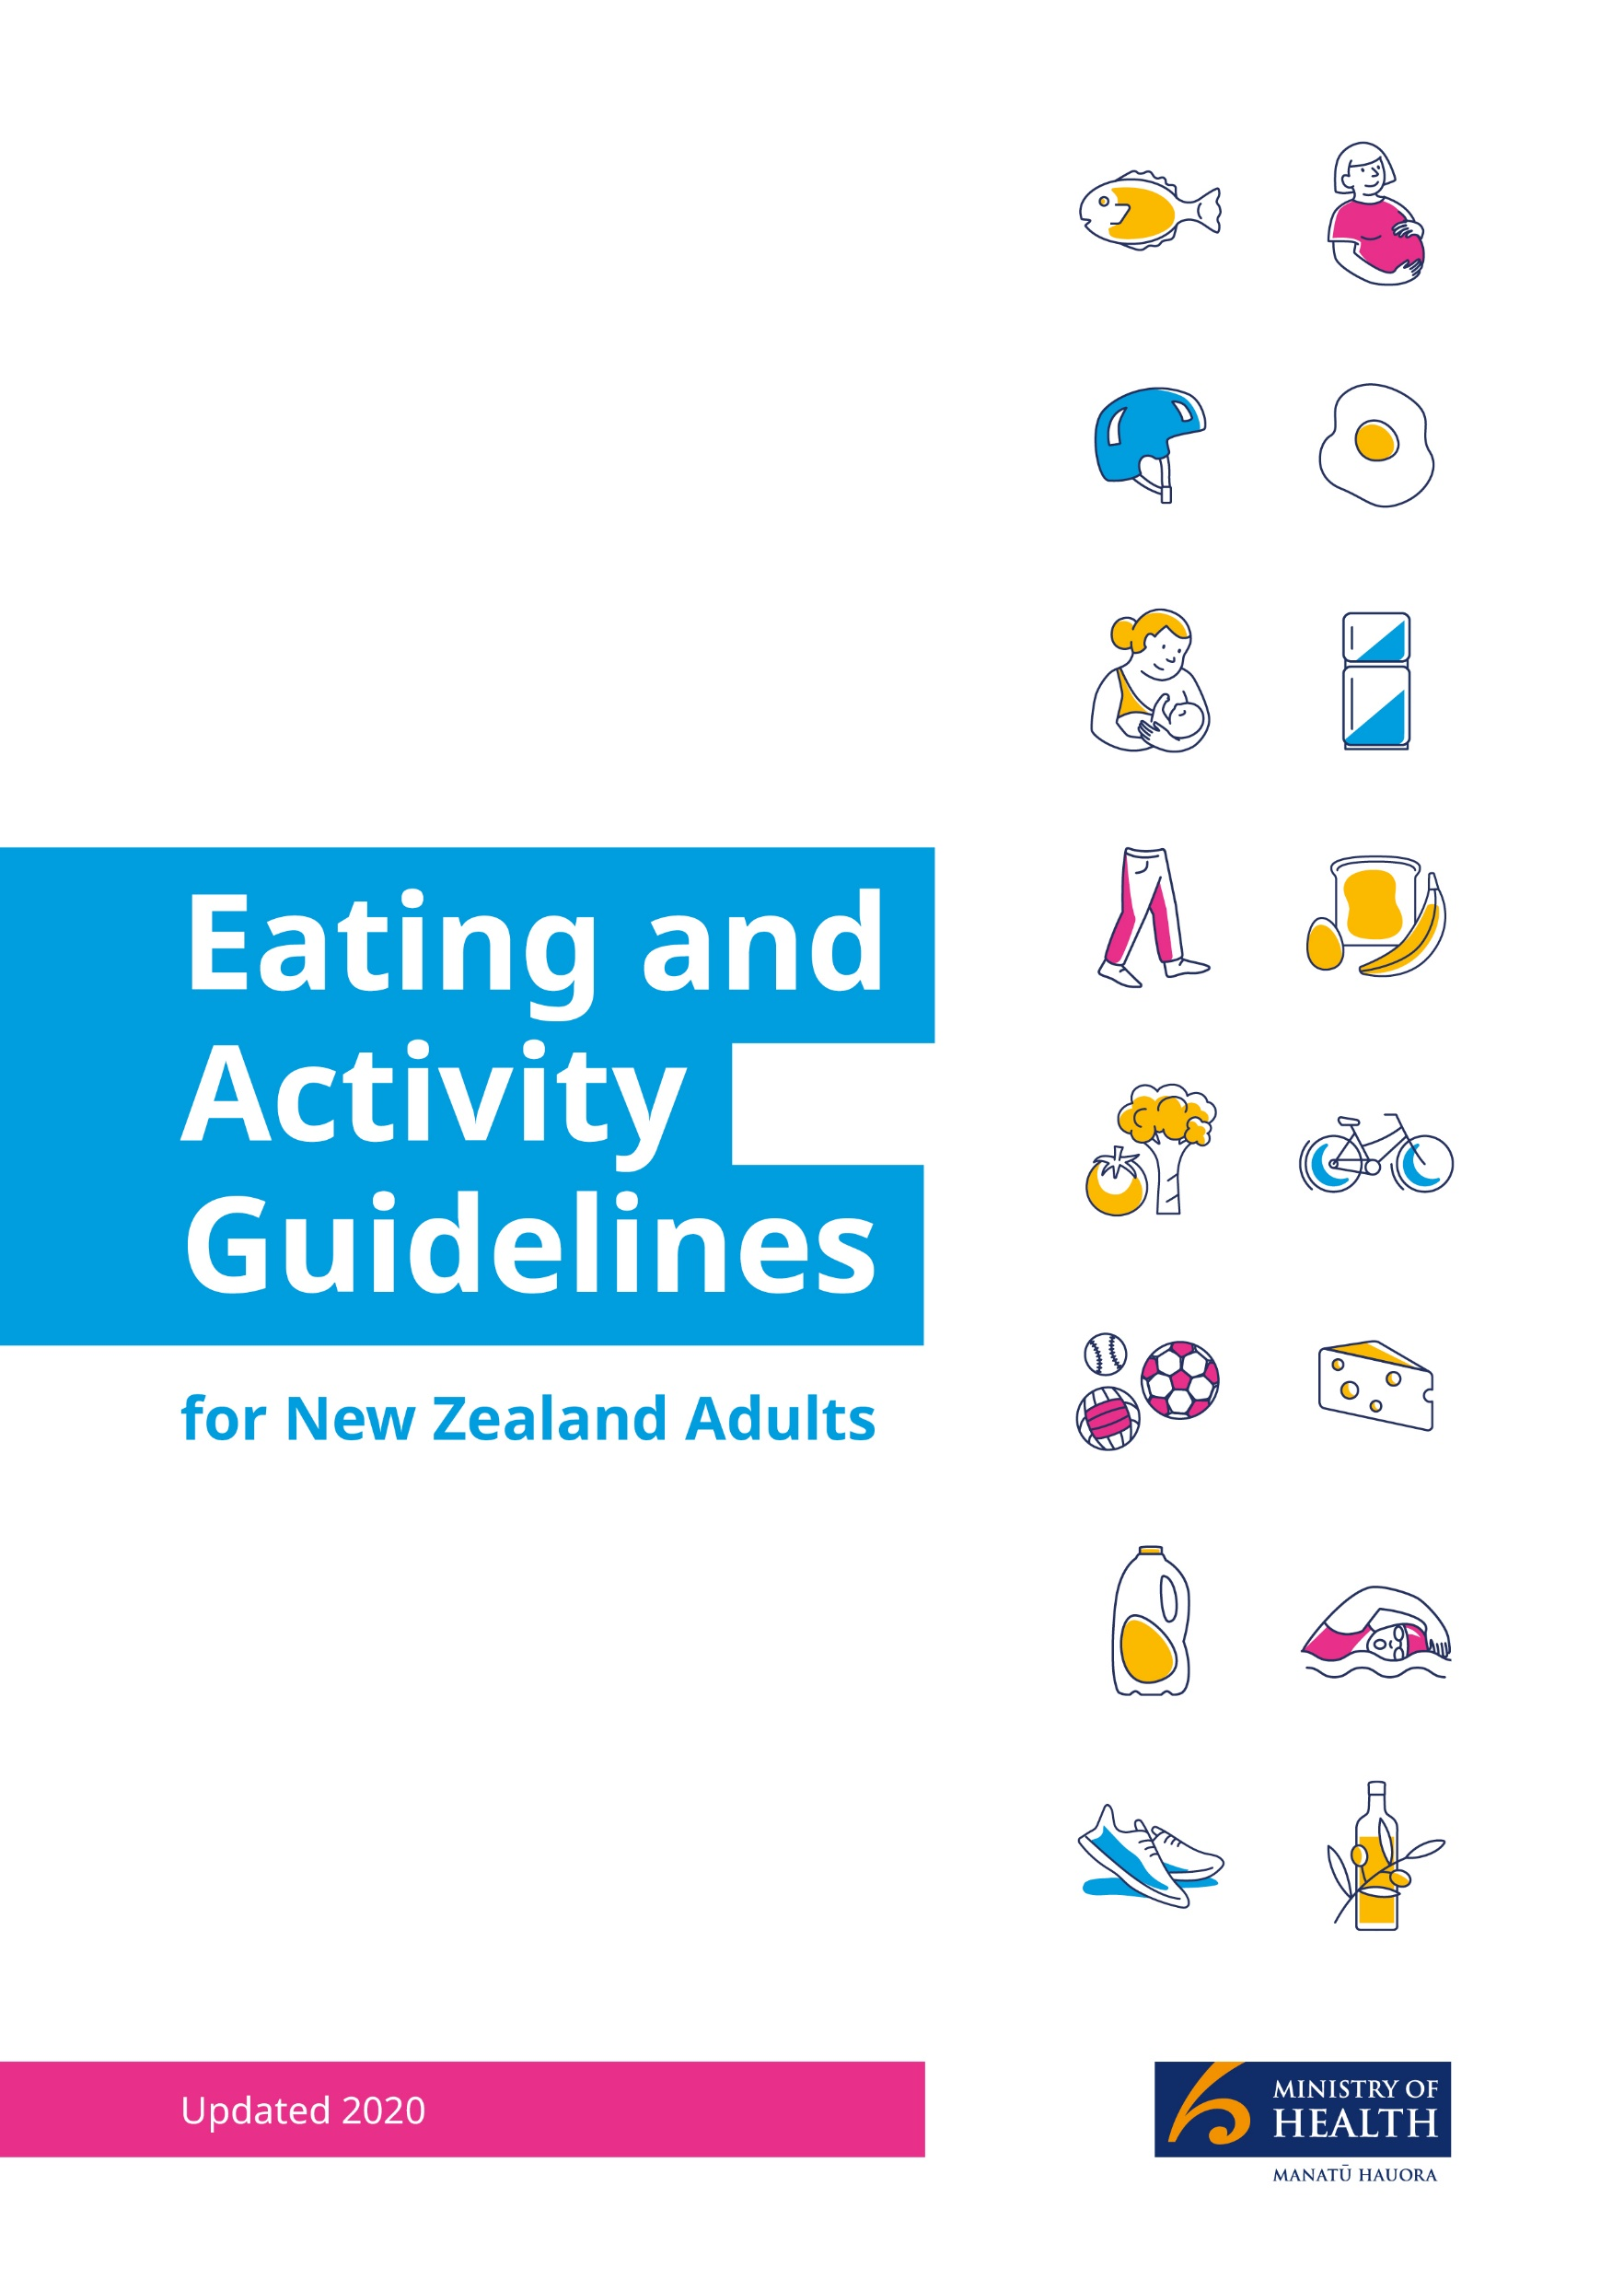 Eating and
Activity
Guidelines
for New Zealand Adults
Updated 2020
MINISTRY OF
HEALTH
MANATŪ HAUORA